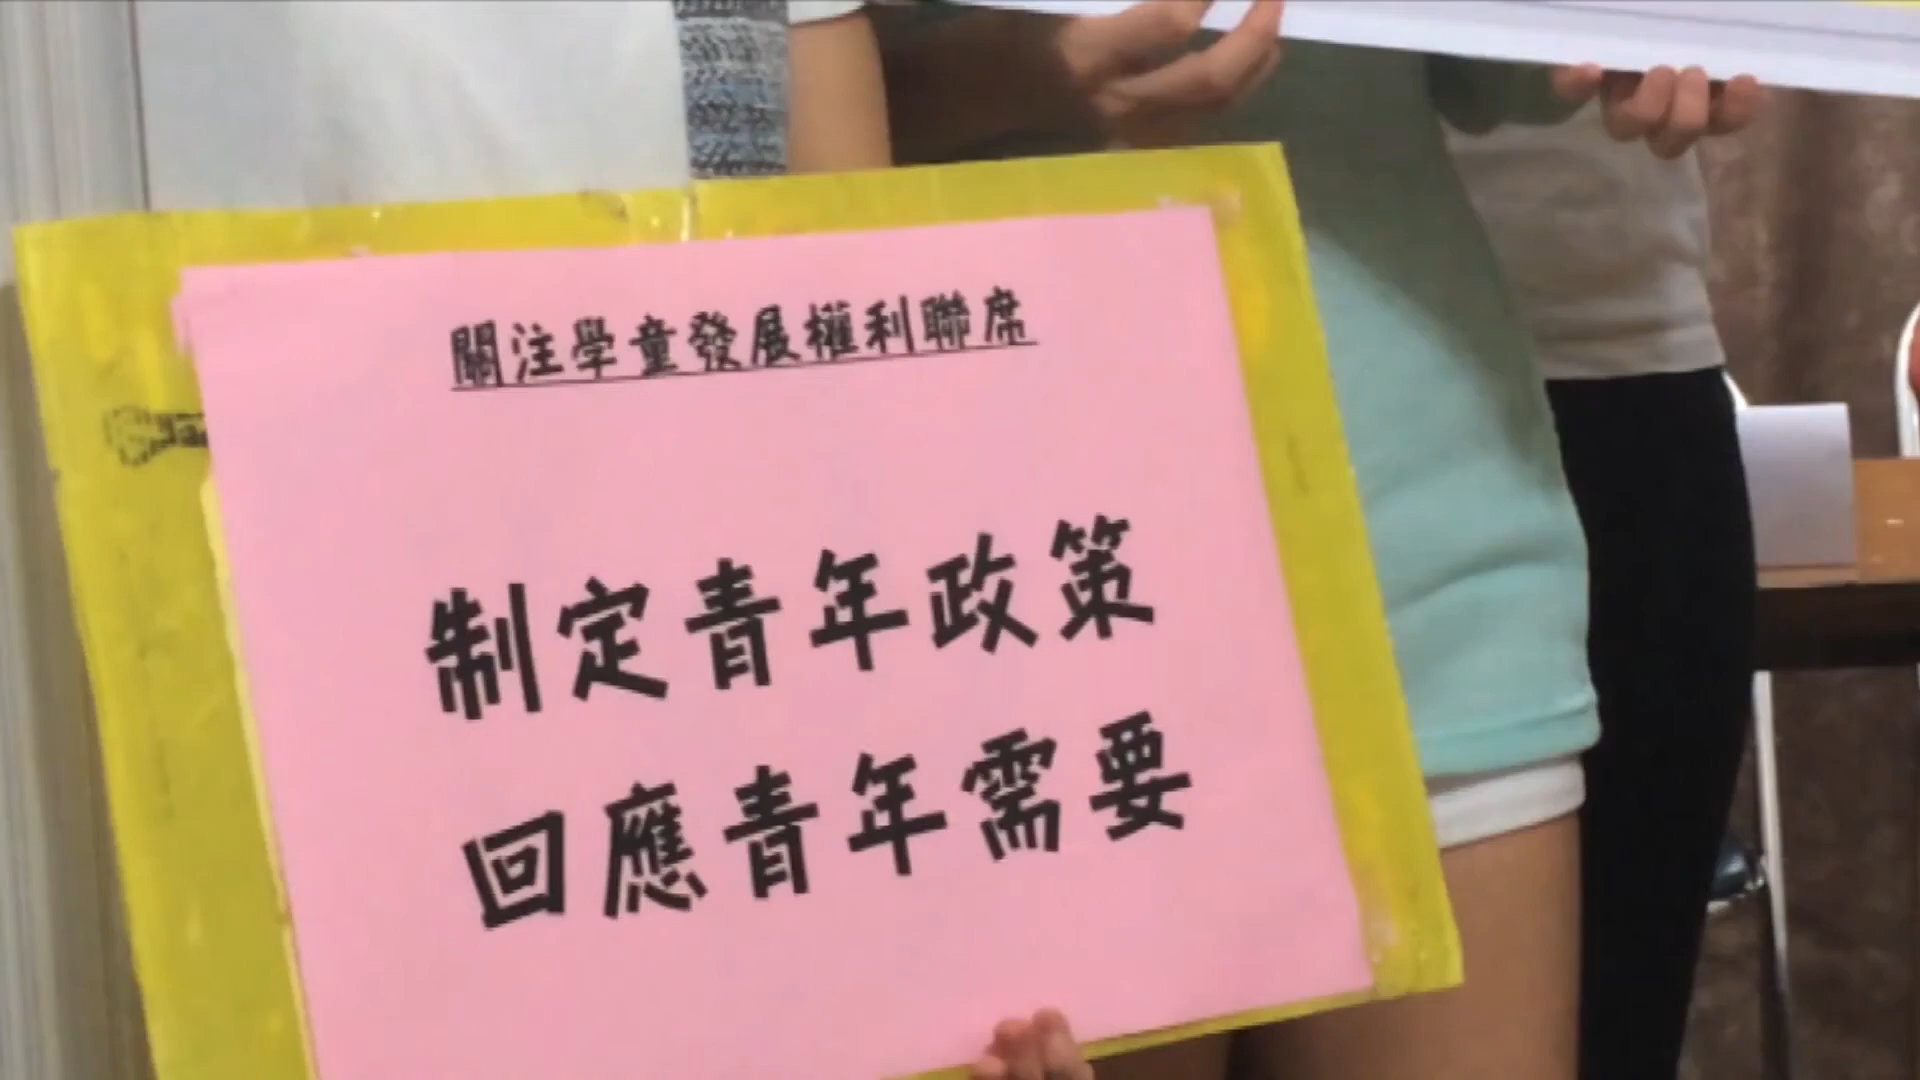 關注學童發展權利聯席
制定青年政策
回應青年需要